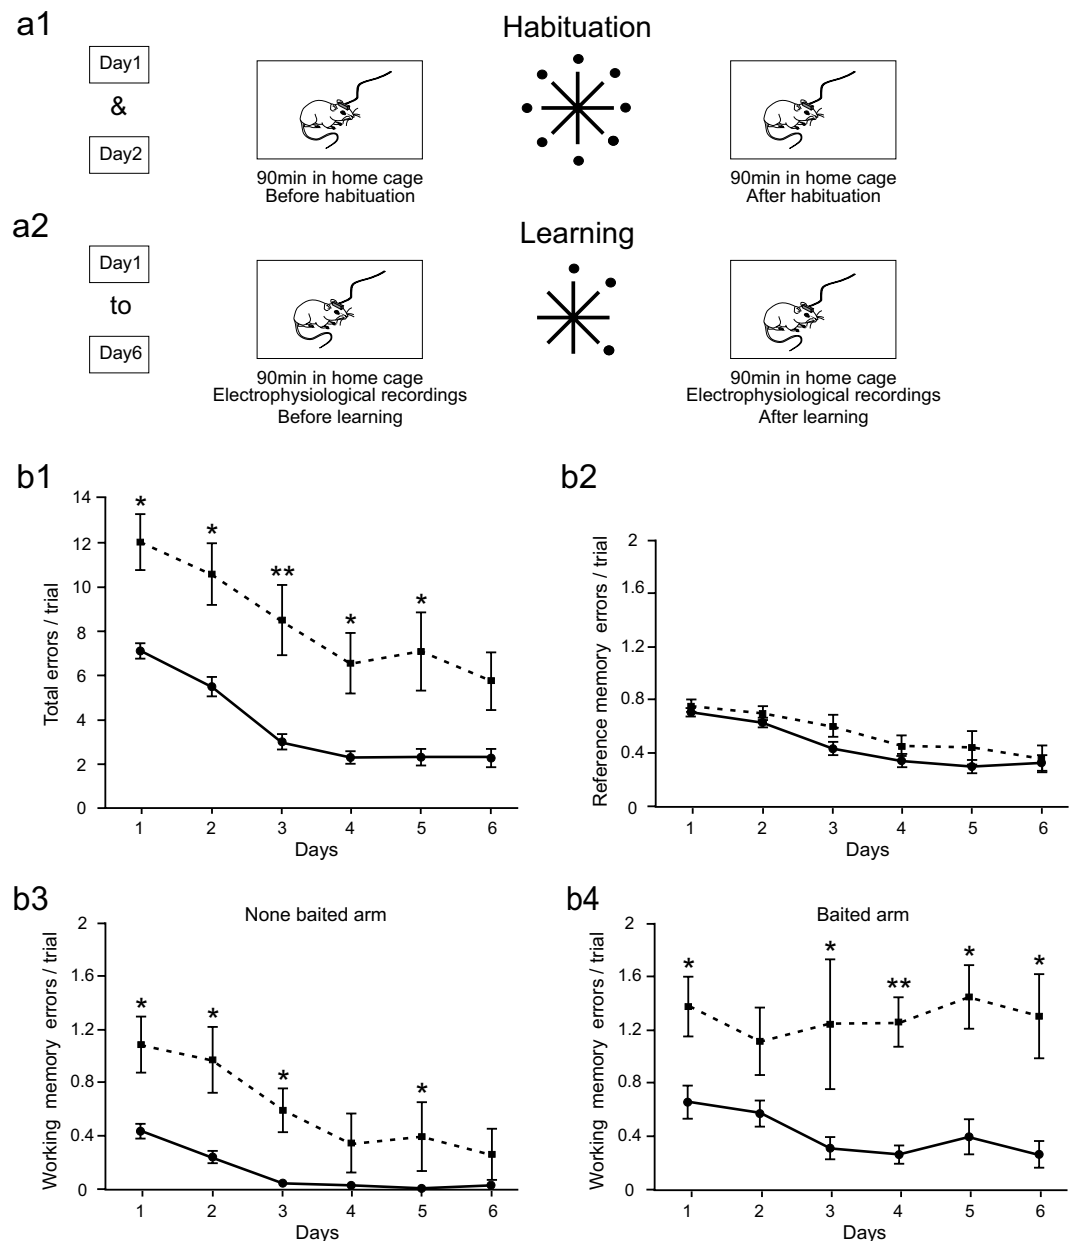 a1
Habituation
Day1
&
Day2
90min in home cage
Before habituation
90min in home cage
After habituation
a2
Learning
Day1
to
Day6
90min in home cage
Electrophysiological recordings
Before learning
90min in home cage
Electrophysiological recordings
After learning
b1
Total errors / trial
14
12
10
8
6
4
2
0
*
*
**
*
*
1 2 3 4 5 6
Days
b2
Reference memory errors / trial
2
1.6
1.2
0.8
0.4
0
1 2 3 4 5 6
Days
b3
None baited arm
Working memory errors / trial
2
1.6
1.2
0.8
0.4
0
*
*
*
*
1 2 3 4 5 6
Days
b4
Baited arm
Working memory errors / trial
2
1.6
1.2
0.8
0.4
0
*
*
**
*
*
1 2 3 4 5 6
Days